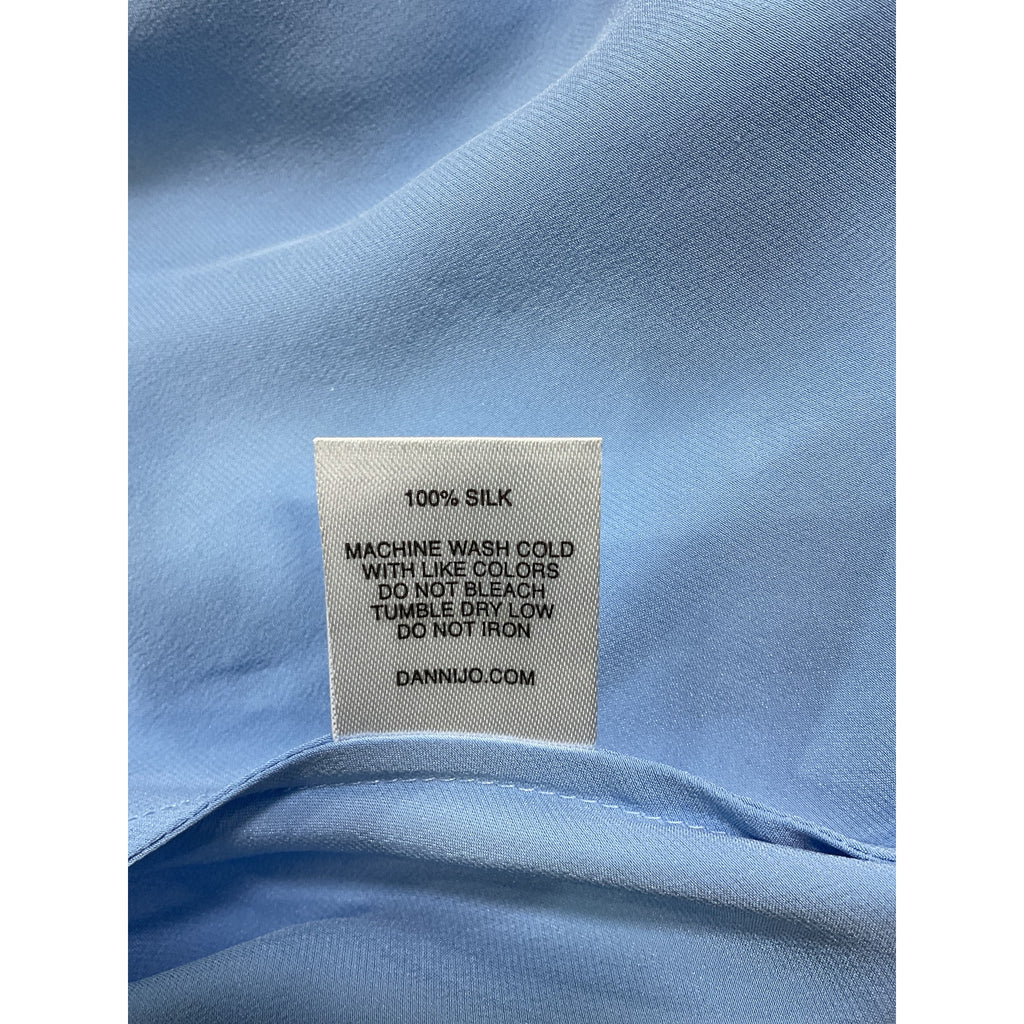 100% SILK
MACHINE WASH COLD
WITH LIKE COLORS
DO NOT BLEACH
TUMBLE DRY LOW
DO NOT IRON
DANNIJO.COM